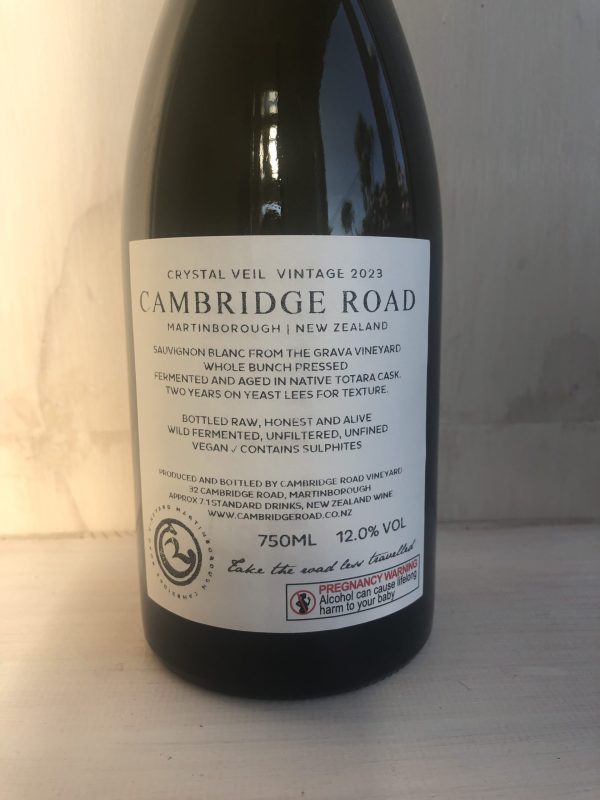 CRYSTAL VEIL VINTAGE 2023
CAMBRIDGE ROAD
MARTINBOROUGH | NEW ZEALAND
SAUVIGNON BLANC FROM THE GRAVA VINEYARD
WHOLE BUNCH PRESSED
FERMENTED AND AGED IN NATIVE TOTARA CASK.
TWO YEARS ON YEAST LEES FOR TEXTURE.
BOTTLED RAW, HONEST AND ALIVE
WILD FERMENTED, UNFILTERED, UNFINED
VEGAN √ CONTAINS SULPHITES
PRODUCED AND BOTTLED BY CAMBRIDGE ROAD VINEYARD
32 CAMBRIDGE ROAD, MARTINBOROUGH
APPROX 7.1 STANDARD DRINKS, NEW ZEALAND WINE
WWW.CAMBRIDGEROAD.CO.NZ
750ML 12.0% VOL
Take the road less travelled
CAMBRIDGE ROAD VINEYARD MARTINBOROUGH
PREGNANCY WARNING
Alcohol can cause lifelong
harm to your baby